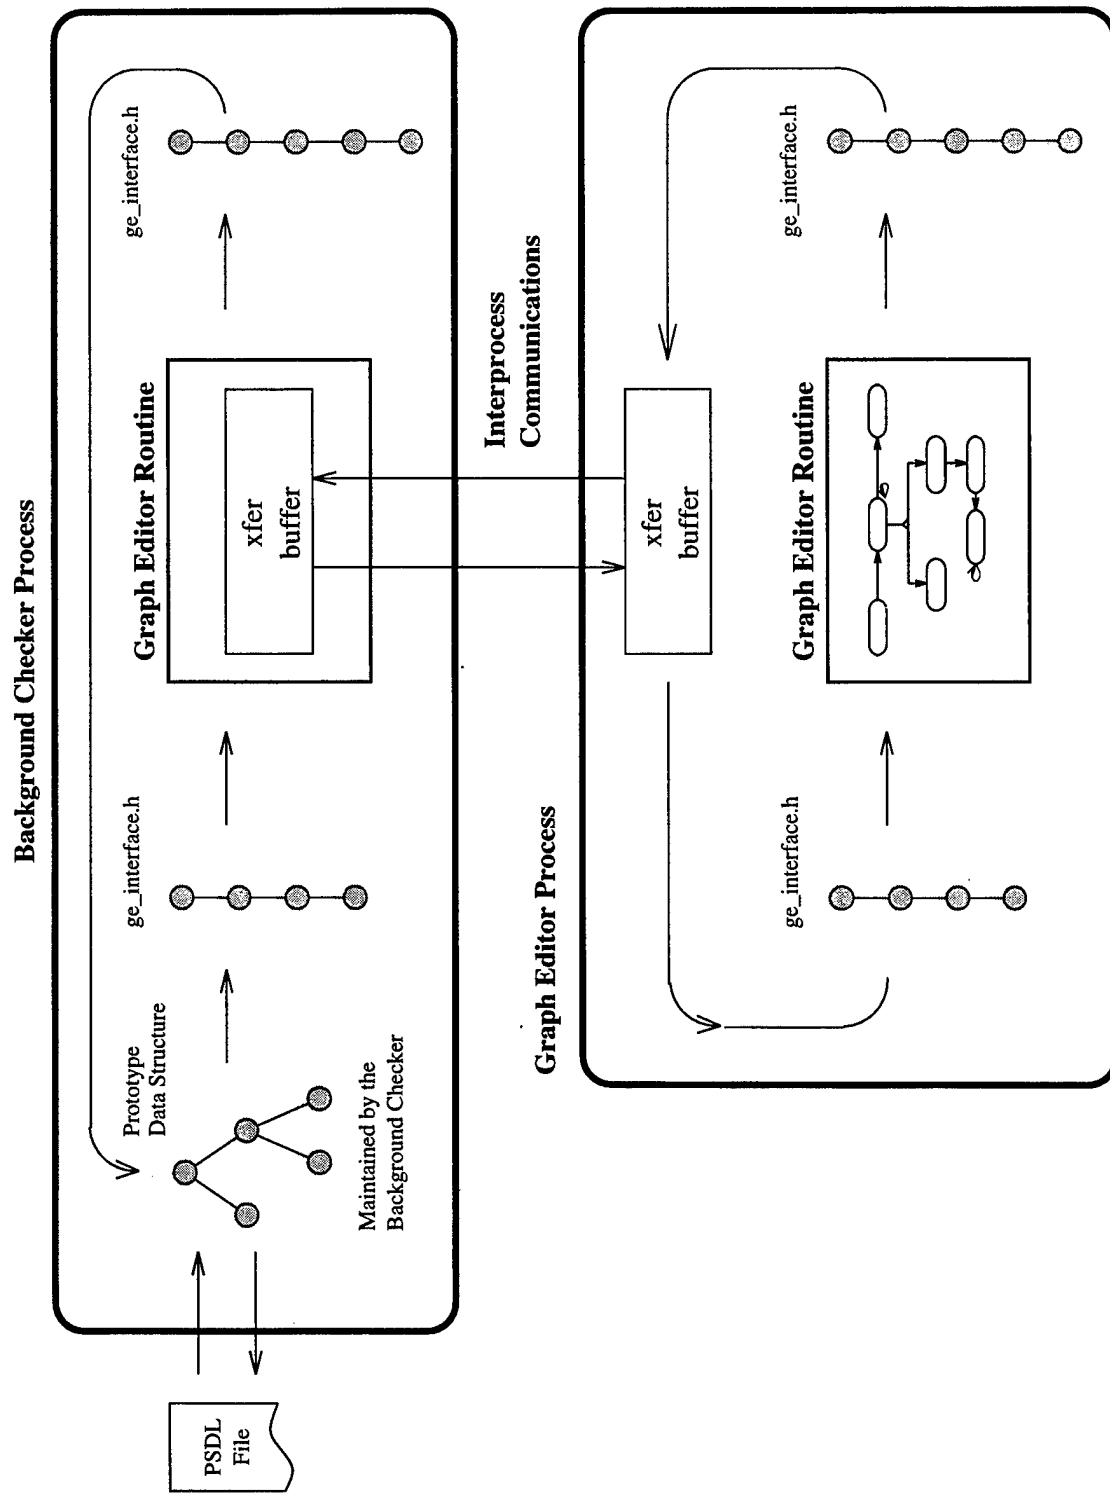 Background Checker Process
PSDL
File
Prototype
Data Structure
Maintained by the
Background Checker
ge_interface.h
Graph Editor Routine
xfer
buffer
ge_interface.h
Interprocess
Communications
Graph Editor Process
xfer
buffer
ge_interface.h
Graph Editor Routine
ge_interface.h